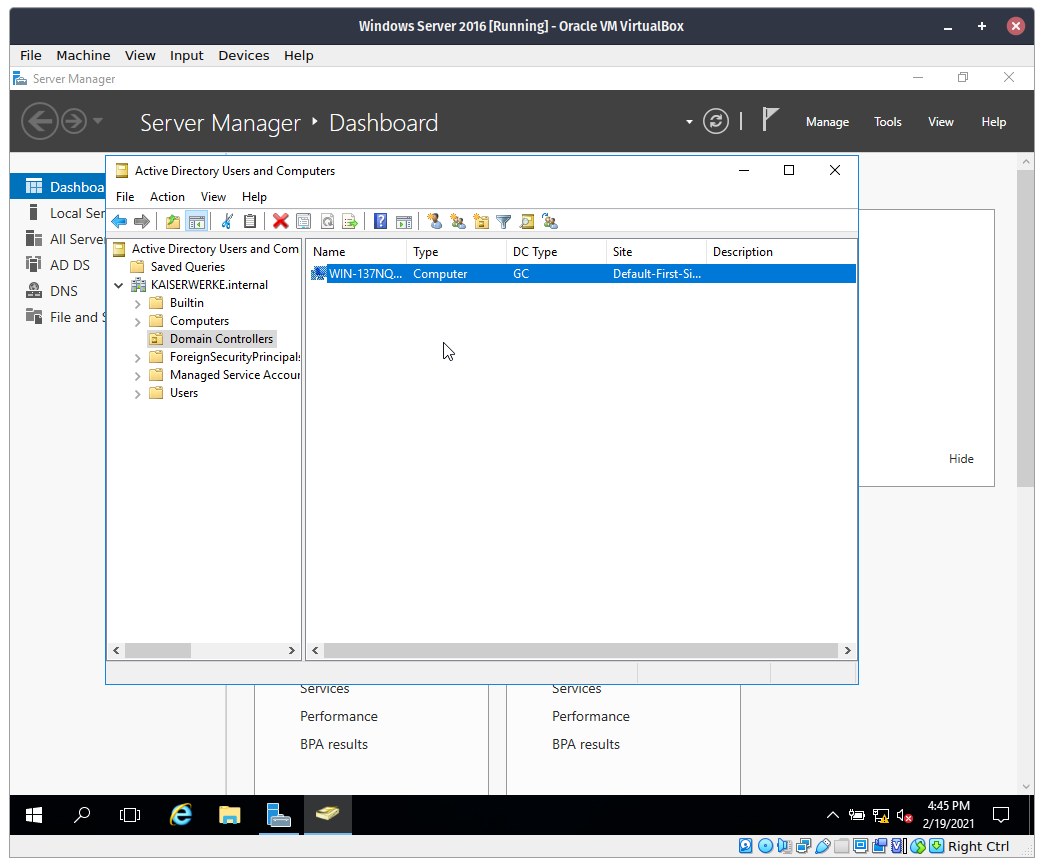 Windows Server 2016 [Running] - Oracle VM VirtualBox
File Machine View Input Devices Help
Server Manager
Server Manager Dashboard
Manage Tools View Help
Active Directory Users and Computers
File Action View Help
Dashboa
Local Ser
All Server
AD DS
DNS
File and S
Active Directory Users and Com
Saved Queries
KAISERWERKE.internal
Builtin
Computers
Domain Controllers
ForeignSecurityPrincipals
Managed Service Accour
Users
Name Type DC Type Site Description
WIN-137NQ... Computer GC Default-First-Si...
Hide
Services Services
Performance Performance
BPA results BPA results
4:45 PM
2/19/2021
Right Ctrl